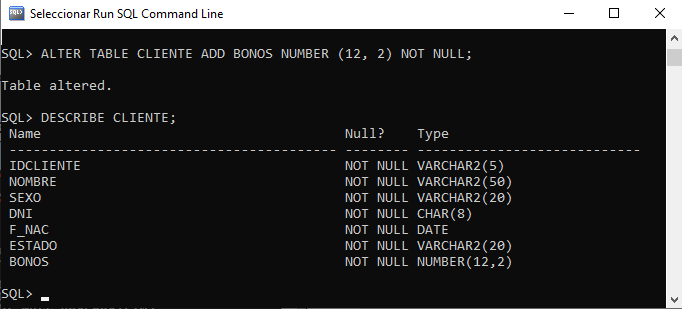 Seleccionar Run SQL Command Line
SQL> ALTER TABLE CLIENTE ADD BONOS NUMBER (12, 2) NOT NULL;
Table altered.
SQL> DESCRIBE CLIENTE;
Name Null? Type
----------------------------------------- -------- ----------------------------
IDCLIENTE NOT NULL VARCHAR2(5)
NOMBRE NOT NULL VARCHAR2(50)
SEXO NOT NULL VARCHAR2(20)
DNI NOT NULL CHAR(8)
F_NAC NOT NULL DATE
ESTADO NOT NULL VARCHAR2(20)
BONOS NOT NULL NUMBER(12,2)
SQL>